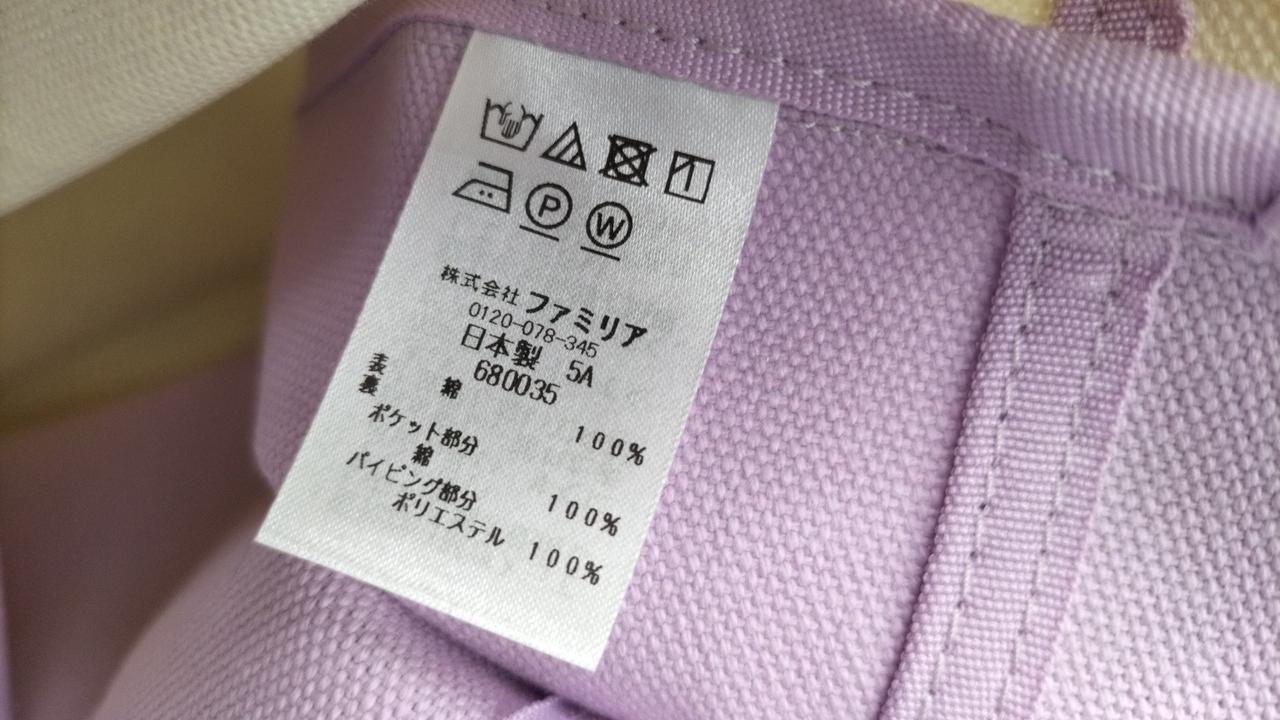 P W
株式会社 ファミリア
0120-078-345
日本製 5A
680035
表
裏 綿 100%
ポケット部分
綿 100%
パイピング部分
ポリエステル 100%